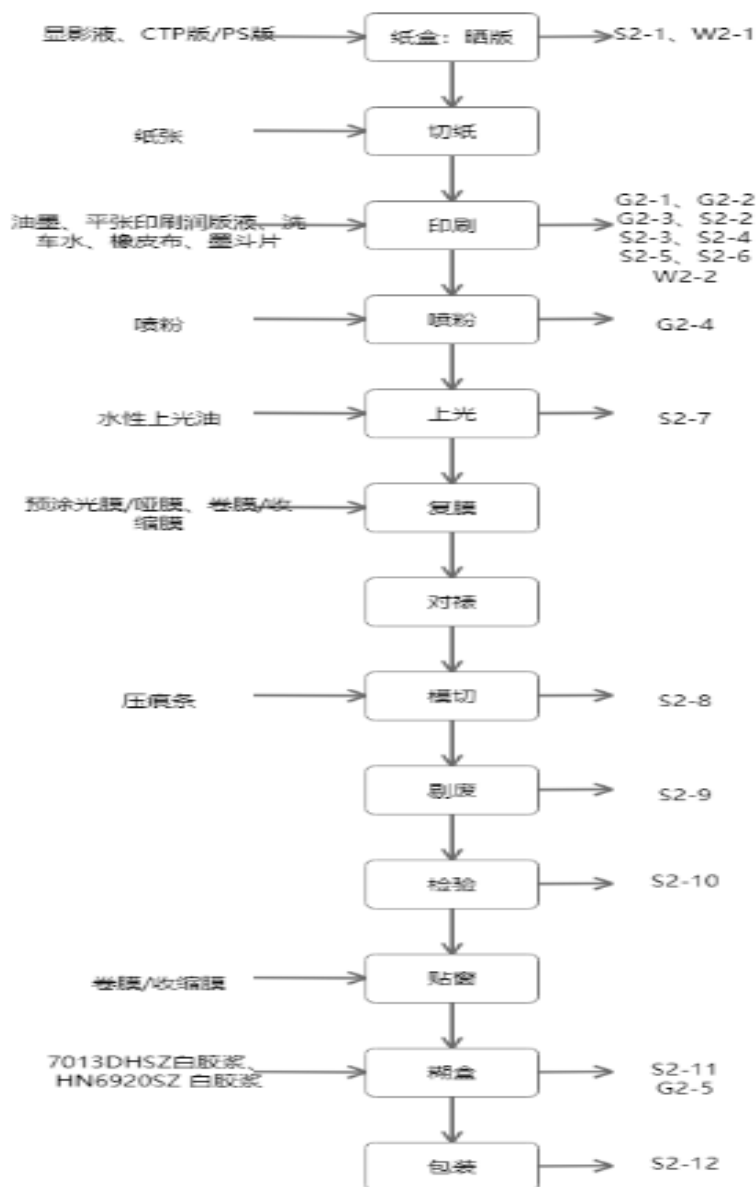 显影液、CTP版/PS版
纸盒：晒版
S2-1、W2-1
纸张
切纸
油墨、平张印刷润版液、洗
车水、橡皮布、墨斗片
印刷
G2-1、G2-2
G2-3、S2-2
S2-3、S2-4
S2-5、S2-6
W2-2
喷粉
喷粉
G2-4
水性上光油
上光
S2-7
预涂光膜/哑膜、卷膜/收
缩膜
复膜
对裱
压痕条
模切
S2-8
剔废
S2-9
检验
S2-10
卷膜/收缩膜
贴窗
7013DHSZ白胶浆、
HN6920SZ 白胶浆
糊盒
S2-11
G2-5
包装
S2-12